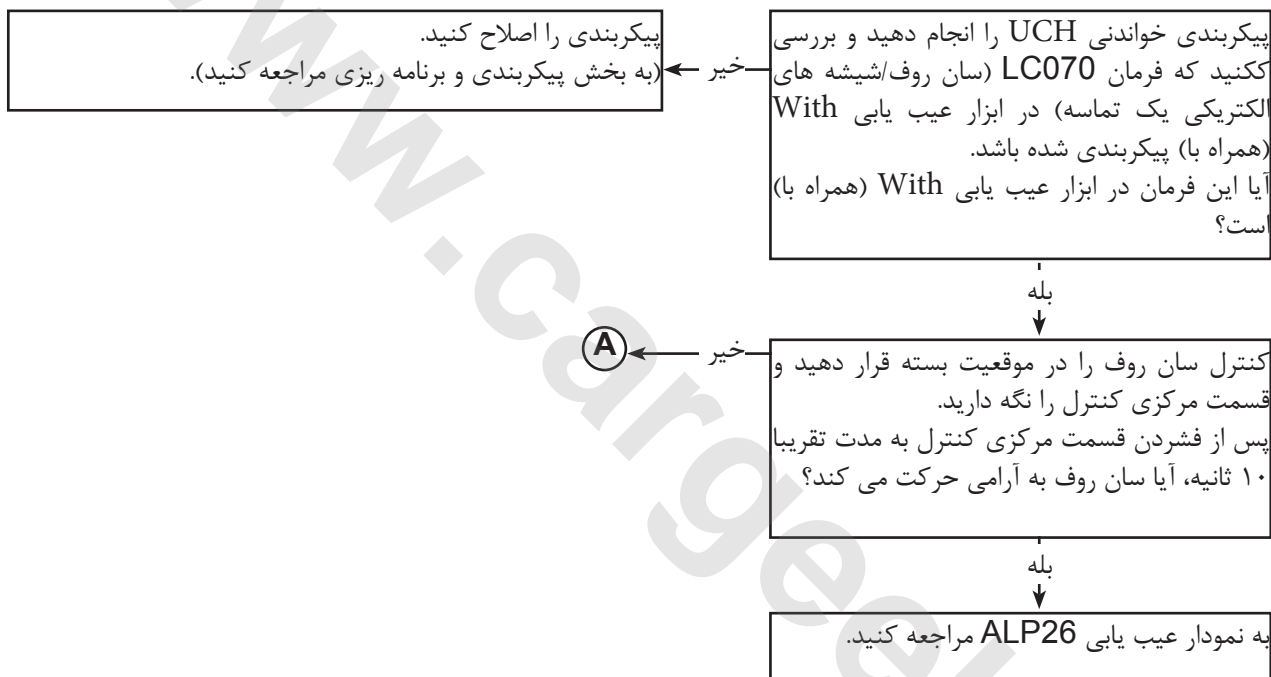 پیکربندی خواندنی UCH را انجام دهید و بررسی
ککنید که فرمان LC070 (سان روف/شیشه های
الکتریکی یک تماسه) در ابزار عیب یابی With
(همراه با) پیکربندی شده باشد.
آیا این فرمان در ابزار عیب یابی With (همراه با)
است؟
خیر
پیکربندی را اصلاح کنید.
(به بخش پیکربندی و برنامه ریزی مراجعه کنید).
بله
کنترل سان روف را در موقعیت بسته قرار دهید و
قسمت مرکزی کنترل را نگه دارید.
پس از فشردن قسمت مرکزی کنترل به مدت تقریبا
۱۰ ثانیه، آیا سان روف به آرامی حرکت می کند؟
خیر
A
بله
به نمودار عیب یابی ALP26 مراجعه کنید.
www.cargee